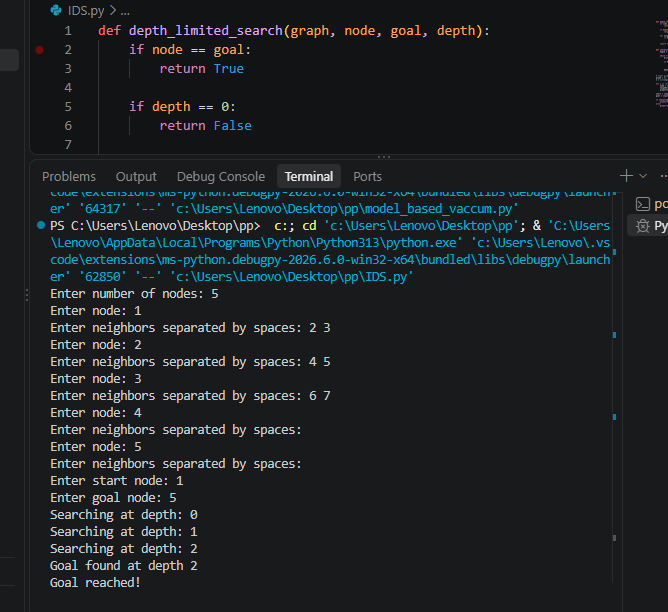 IDS.py > ...
1 def depth_limited_search(graph, node, goal, depth):
2 if node == goal:
3 return True
4
5 if depth == 0:
6 return False
7
Problems Output Debug Console Terminal Ports
code\extensions\ms-python.debugpy-2026.6.0-win32-x64\bundled\libs\debugpy\launch
er' '64317' '--' 'c:\Users\Lenovo\Desktop\pp\model_based_vaccum.py'
PS C:\Users\Lenovo\Desktop\pp> c:; cd 'c:\Users\Lenovo\Desktop\pp'; & 'C:\Users
\Lenovo\AppData\Local\Programs\Python\Python313\python.exe' 'c:\Users\Lenovo\.vs
code\extensions\ms-python.debugpy-2026.6.0-win32-x64\bundled\libs\debugpy\launch
er' '62850' '--' 'c:\Users\Lenovo\Desktop\pp\IDS.py'
Enter number of nodes: 5
Enter node: 1
Enter neighbors separated by spaces: 2 3
Enter node: 2
Enter neighbors separated by spaces: 4 5
Enter node: 3
Enter neighbors separated by spaces: 6 7
Enter node: 4
Enter neighbors separated by spaces:
Enter node: 5
Enter neighbors separated by spaces:
Enter start node: 1
Enter goal node: 5
Searching at depth: 0
Searching at depth: 1
Searching at depth: 2
Goal found at depth 2
Goal reached!
po
Py